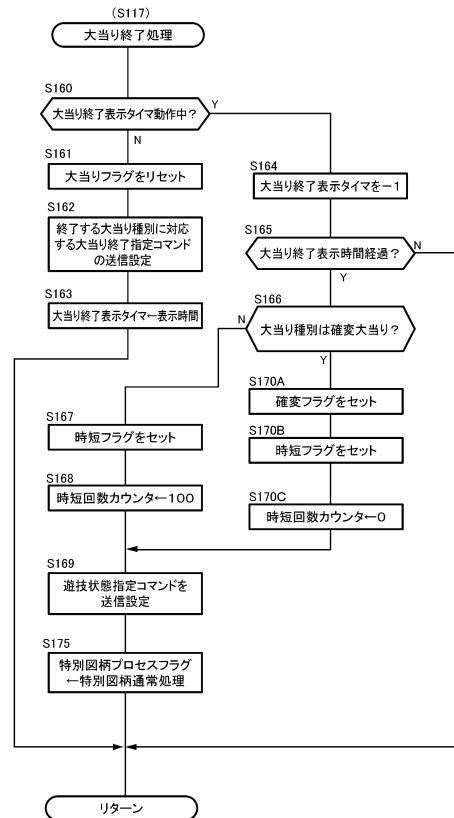 (S117)
大当り終了処理
S160
大当り終了表示タイマ動作中?
Y
N
S161
大当りフラグをリセット
S162
終了する大当り種別に対応
する大当り終了指定コマンド
の送信設定
S163
大当り終了表示タイマ←表示時間
S164
大当り終了表示タイマを−1
S165
大当り終了表示時間経過?
N
Y
S166
大当り種別は確変大当り?
N
Y
S170A
確変フラグをセット
S170B
時短フラグをセット
S170C
時短回数カウンタ←0
S167
時短フラグをセット
S168
時短回数カウンタ←100
S169
遊技状態指定コマンドを
送信設定
S175
特別図柄プロセスフラグ
←特別図柄通常処理
リターン